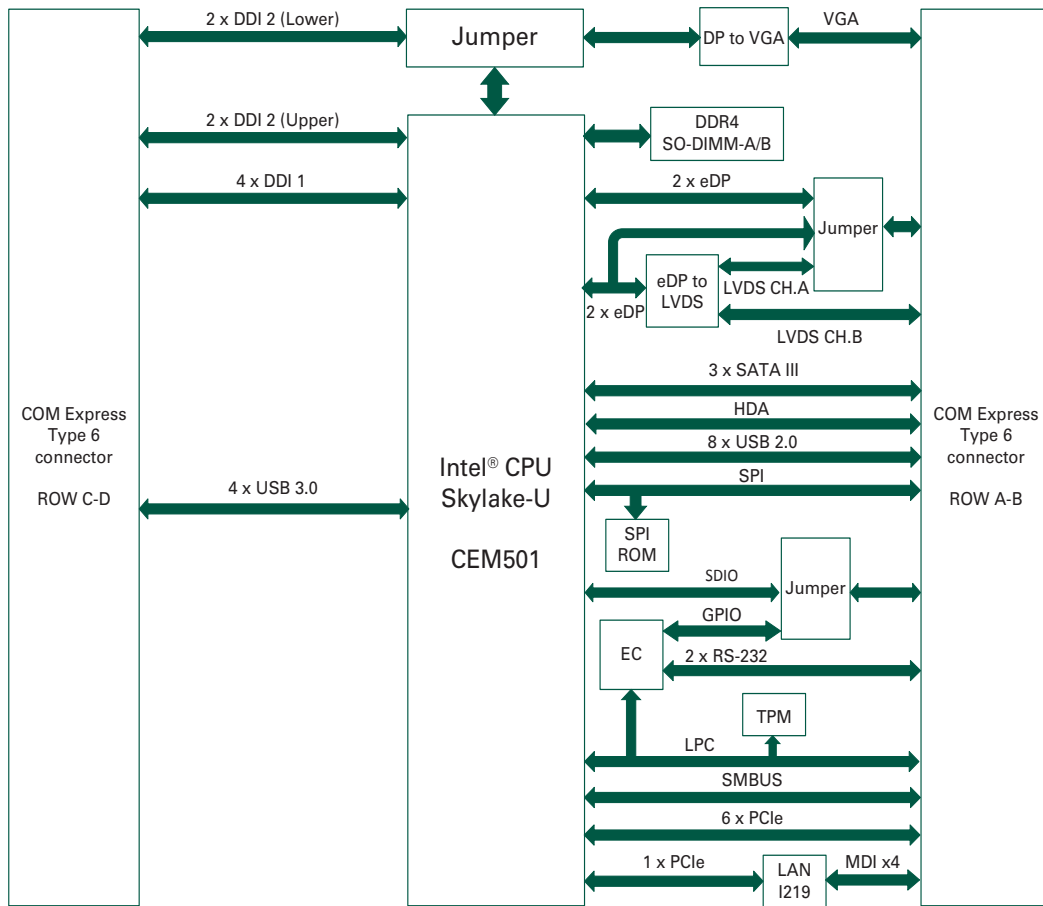 2 x DDI 2 (Lower)
Jumper
DP to VGA
VGA
2 x DDI 2 (Upper)
DDR4
SO-DIMM-A/B
4 x DDI 1
2 x eDP
Jumper
eDP to
LVDS
LVDS CH.A
2 x eDP
LVDS CH.B
3 x SATA III
HDA
8 x USB 2.0
SPI
SPI
ROM
COM Express
Type 6
connector
ROW C-D
4 x USB 3.0
Intel® CPU
Skylake-U
CEM501
COM Express
Type 6
connector
ROW A-B
SDIO
Jumper
GPIO
EC
2 x RS-232
TPM
LPC
SMBUS
6 x PCIe
1 x PCIe
LAN
I219
MDI x4